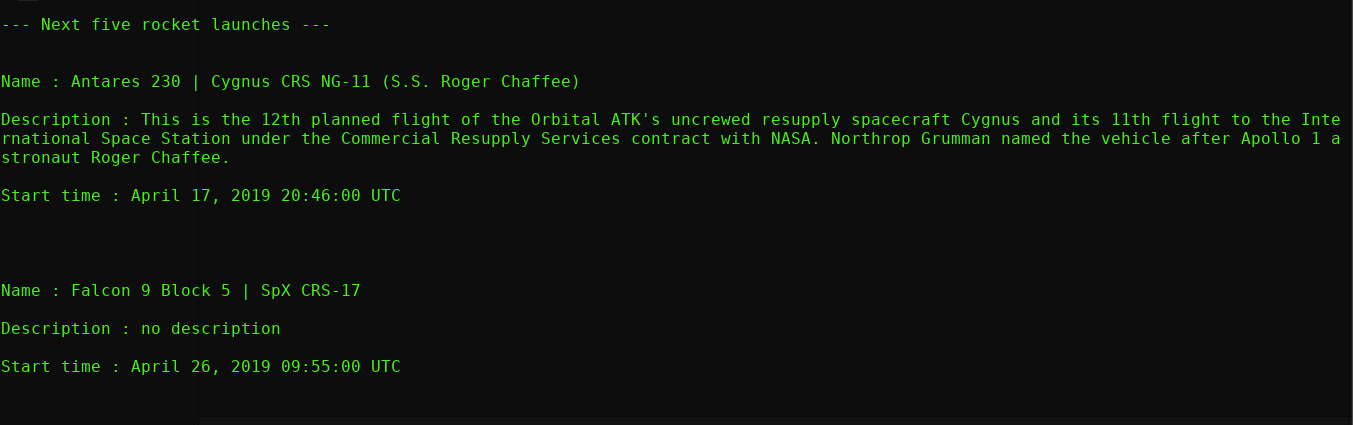 --- Next five rocket launches ---
Name : Antares 230 | Cygnus CRS NG-11 (S.S. Roger Chaffee)
Description : This is the 12th planned flight of the Orbital ATK's uncrewed resupply spacecraft Cygnus and its 11th flight to the Inte
rnational Space Station under the Commercial Resupply Services contract with NASA. Northrop Grumman named the vehicle after Apollo 1 a
stronaut Roger Chaffee.
Start time : April 17, 2019 20:46:00 UTC
Name : Falcon 9 Block 5 | SpX CRS-17
Description : no description
Start time : April 26, 2019 09:55:00 UTC